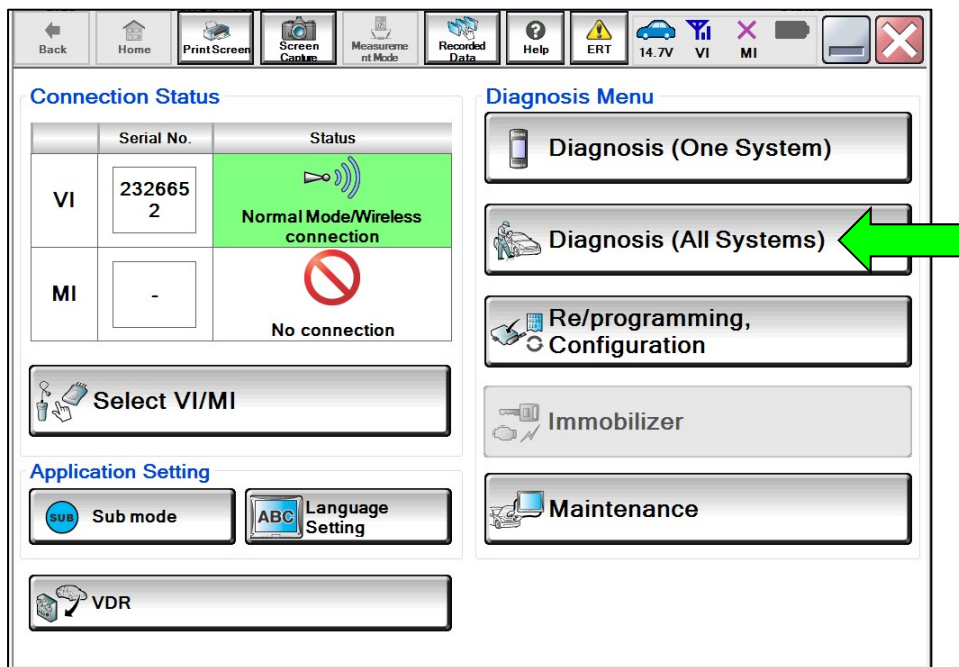 Back
Home
Print Screen
Screen
Capture
Measureme
nt Mode
Recorded
Data
Help
ERT
14.7V
VI
MI
Connection Status
Serial No.
Status
VI
232665
2
Normal Mode/Wireless
connection
MI
-
No connection
Select VI/MI
Application Setting
SUB
Sub mode
ABC
Language
Setting
VDR
Diagnosis Menu
Diagnosis (One System)
Diagnosis (All Systems)
Re/programming,
Configuration
Immobilizer
Maintenance